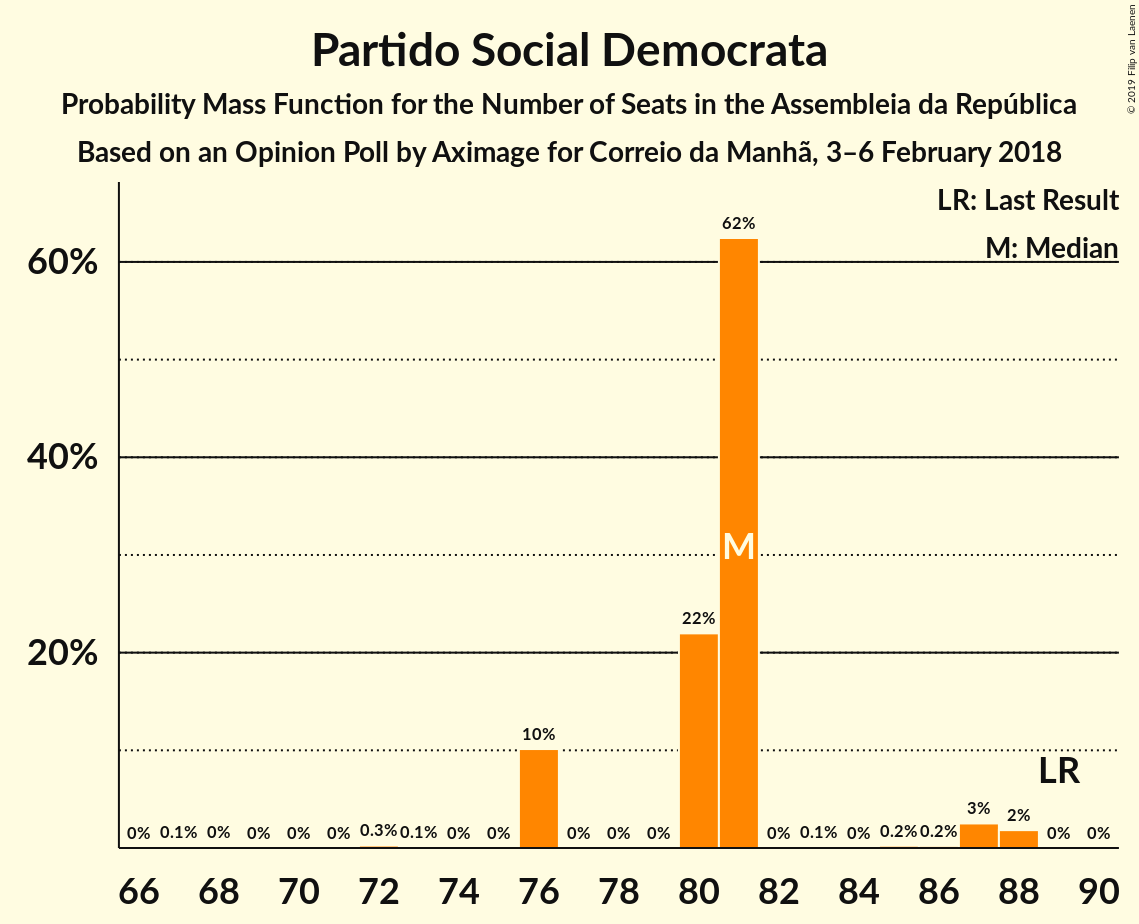 Partido Social Democrata
Probability Mass Function for the Number of Seats in the Assembleia da República
Based on an Opinion Poll by Aximage for Correio da Manhã, 3–6 February 2018
© 2019 Filip van Laenen
LR: Last Result
M: Median
60%
40%
20%
0% 0.1% 0% 0% 0% 0% 0.3% 0.1% 0% 0% 10% 0% 0% 0% 22% 62% 0% 0.1% 0% 0.2% 0.2% 3% 2% 0% 0%
M
LR
66 68 70 72 74 76 78 80 82 84 86 88 90